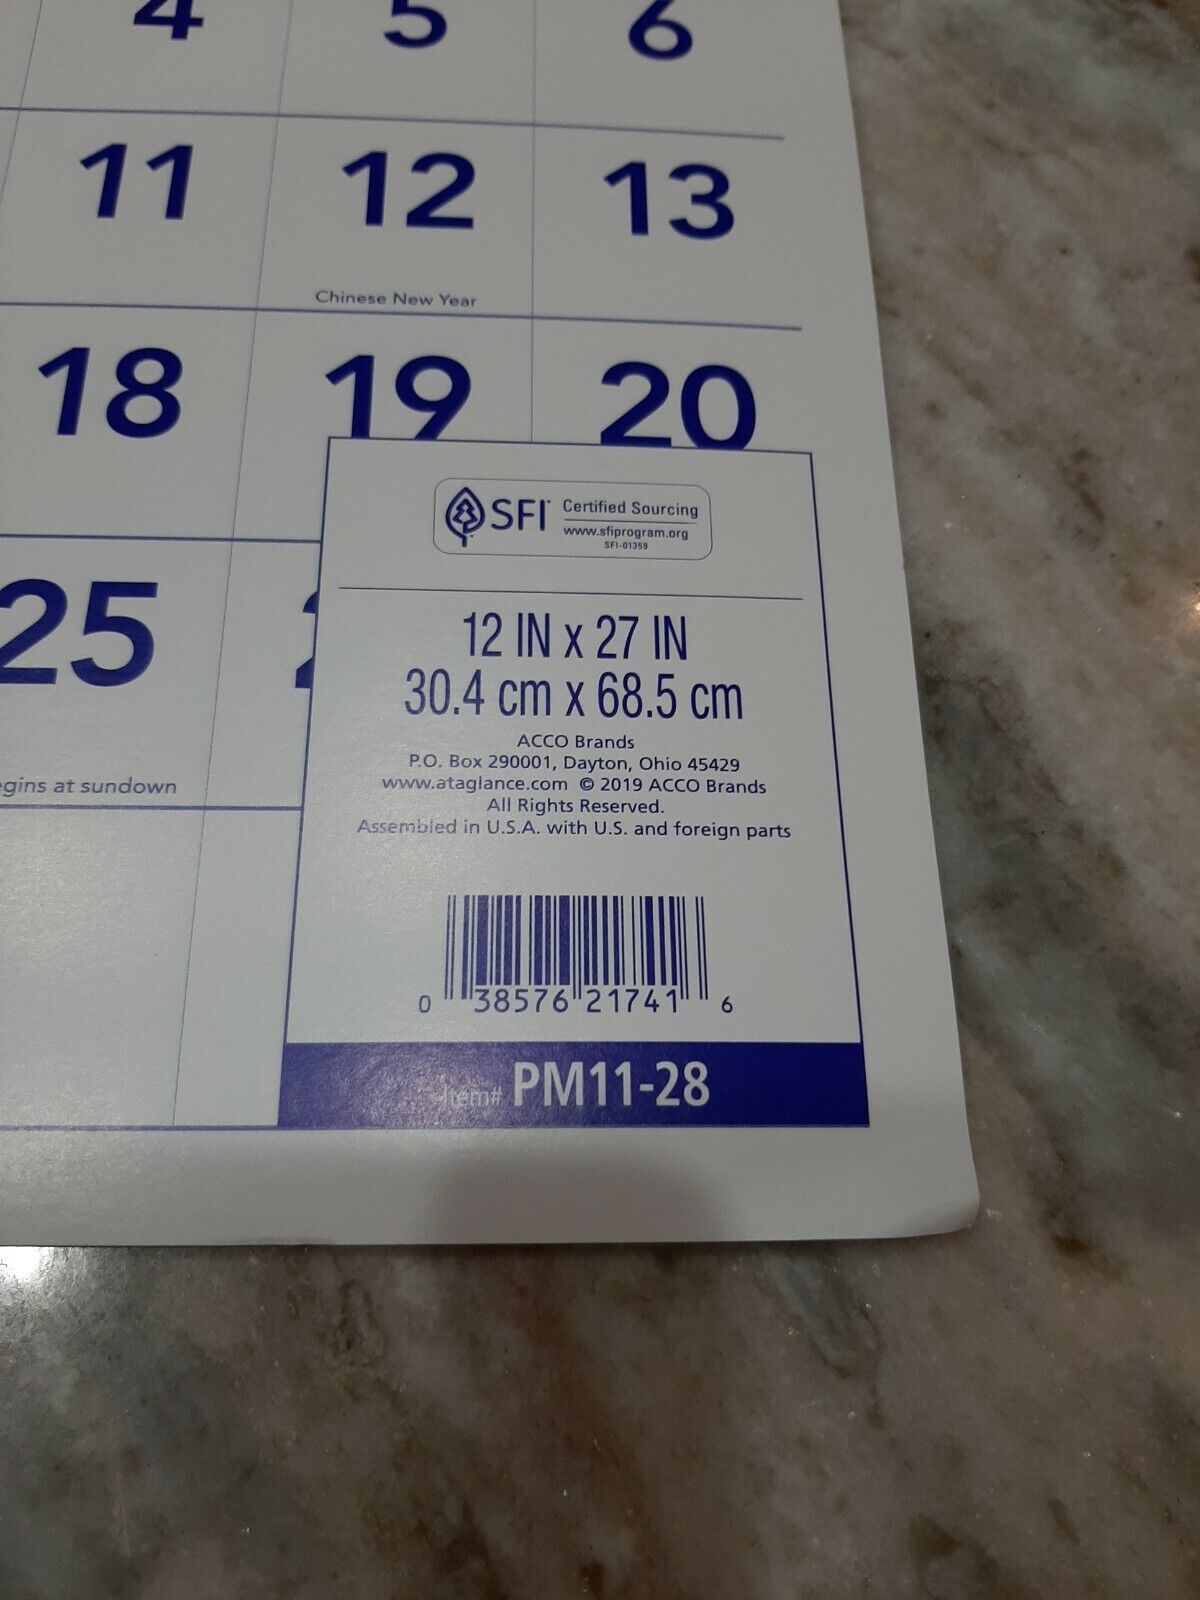 4 5 6
11 12 13
Chinese New Year
18 19 20
25
SFI Certified Sourcing
www.sfiprogram.org
SFI-01359
12 IN x 27 IN
30.4 cm x 68.5 cm
ACCO Brands
P.O. Box 290001, Dayton, Ohio 45429
egins at sundown
www.ataglance.com © 2019 ACCO Brands
All Rights Reserved.
Assembled in U.S.A. with U.S. and foreign parts
0 38576 21741 6
Item# PM11-28